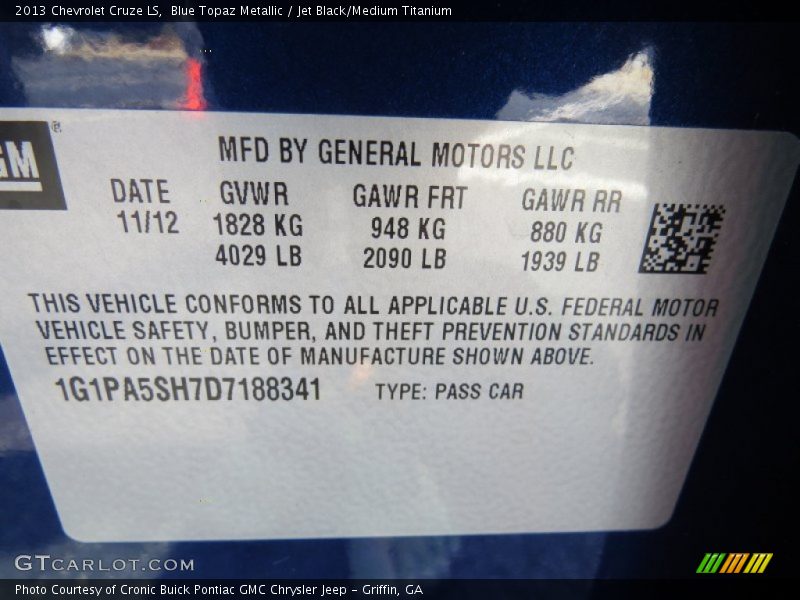 2013 Chevrolet Cruze LS, Blue Topaz Metallic / Jet Black/Medium Titanium
GM ®
MFD BY GENERAL MOTORS LLC
DATE GVWR GAWR FRT GAWR RR
11/12 1828 KG 948 KG 880 KG
4029 LB 2090 LB 1939 LB
THIS VEHICLE CONFORMS TO ALL APPLICABLE U.S. FEDERAL MOTOR
VEHICLE SAFETY, BUMPER, AND THEFT PREVENTION STANDARDS IN
EFFECT ON THE DATE OF MANUFACTURE SHOWN ABOVE.
1G1PA5SH7D7188341 TYPE: PASS CAR
GTCARLOT.COM
Photo Courtesy of Cronic Buick Pontiac GMC Chrysler Jeep - Griffin, GA